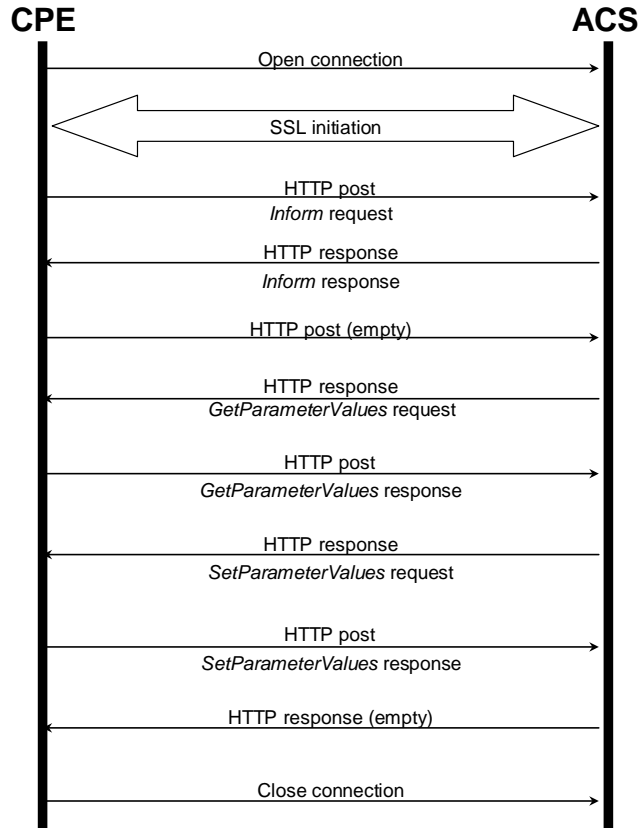 CPE
ACS
Open connection
SSL initiation
HTTP post
Inform request
HTTP response
Inform response
HTTP post (empty)
HTTP response
GetParameterValues request
HTTP post
GetParameterValues response
HTTP response
SetParameterValues request
HTTP post
SetParameterValues response
HTTP response (empty)
Close connection